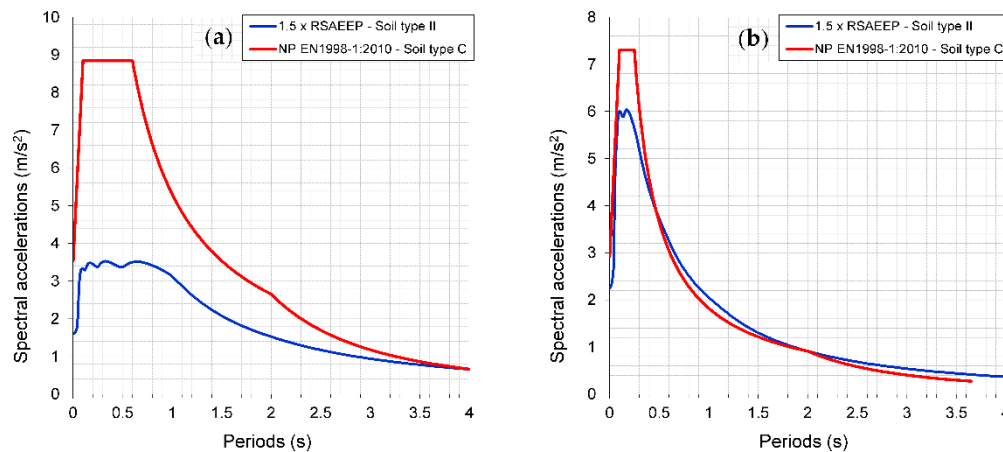 10
9
8
7
6
5
4
3
2
1
0
Spectral accelerations (m/s²)
(a)
1.5 x RSAEEP - Soil type II
NP EN1998-1:2010 - Soil type C
0 0.5 1 1.5 2 2.5 3 3.5 4
Periods (s)
8
7
6
5
4
3
2
1
0
Spectral accelerations (m/s²)
(b)
1.5 x RSAEEP - Soil type II
NP EN1998-1:2010 - Soil type C
0 0.5 1 1.5 2 2.5 3 3.5 4
Periods (s)